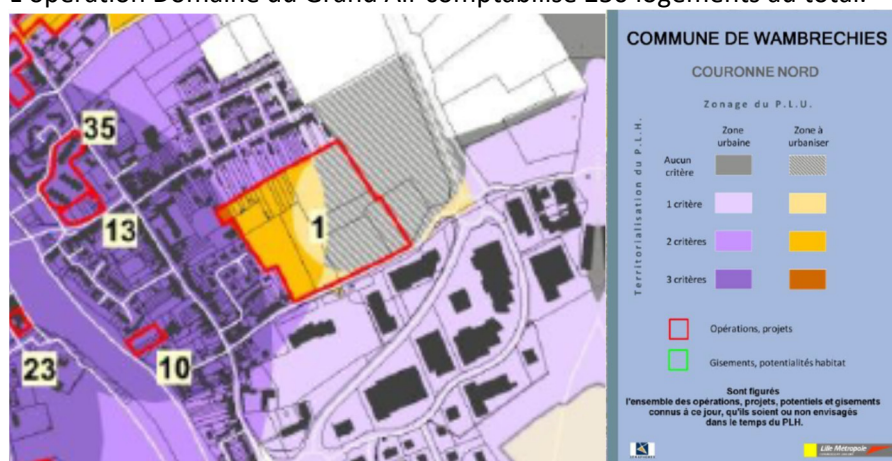 L'opération Domaine du Grand Air comptabilise 250 logements au total.
35
13
1
10
23
COMMUNE DE WAMBRECHIES
COURONNE NORD
Zonage du P.L.U.
Territorialisation du P.L.H.
Zone urbaine
Zone à urbaniser
Aucun critère
1 critère
2 critères
3 critères
Opérations, projets
Gisements, potentialités habitat
Sont figurés
l'ensemble des opérations, projets, potentiels et gisements
connus à ce jour, qu'ils soient ou non envisagés
dans le temps du PLH.
Lille Metropole